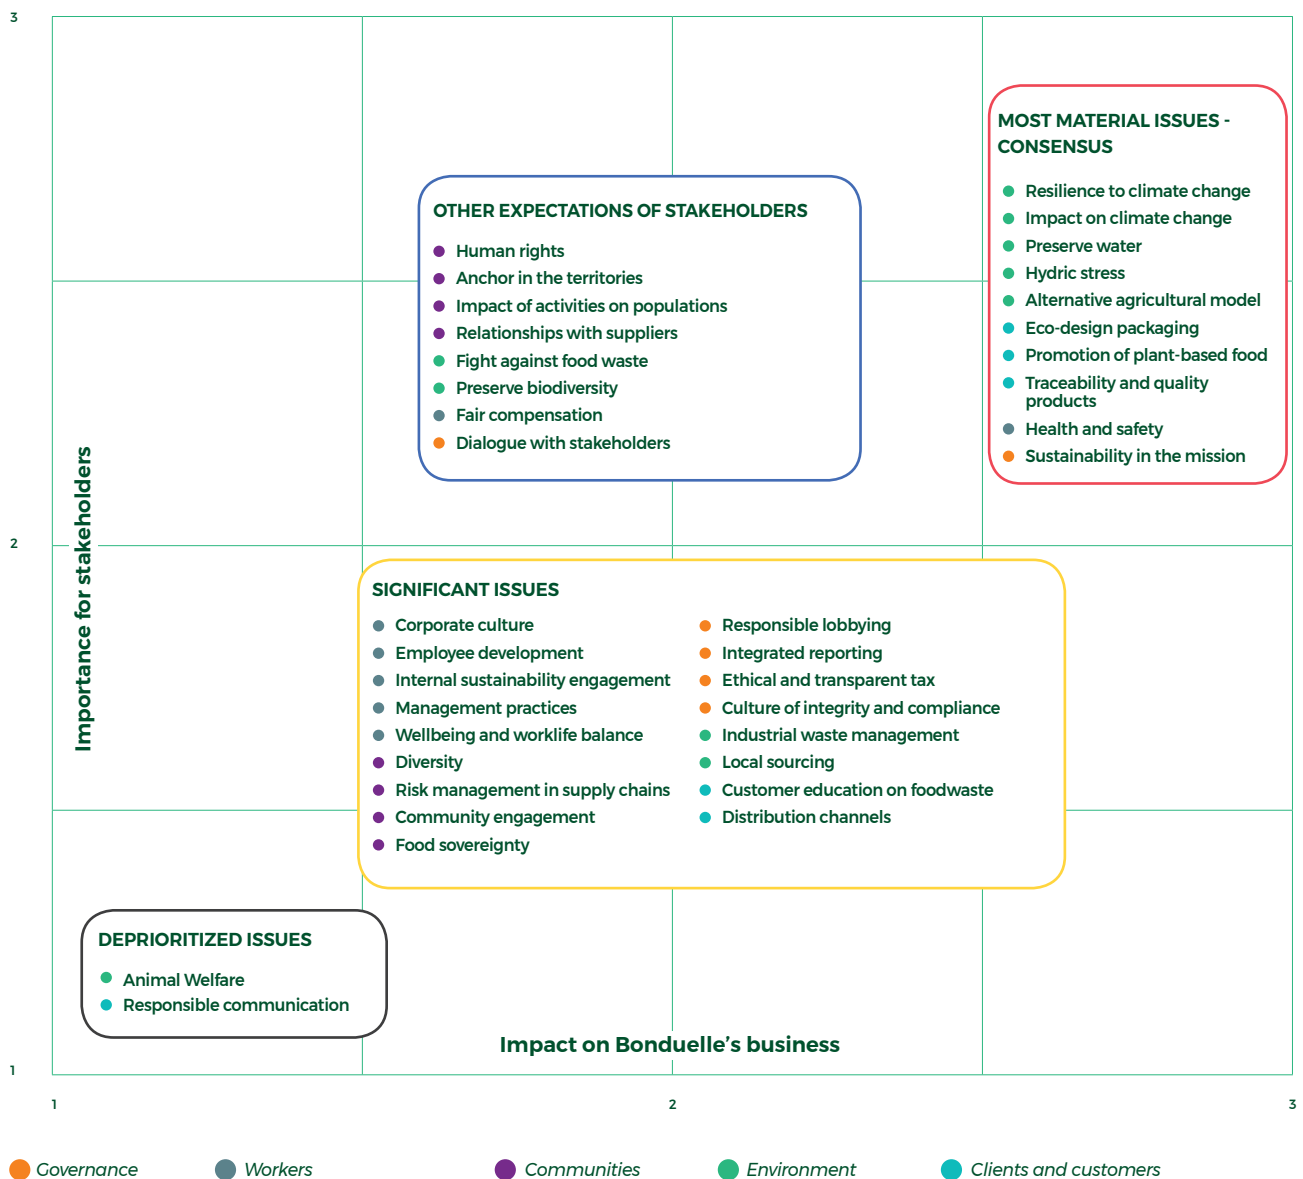 3
MOST MATERIAL ISSUES -
CONSENSUS
Resilience to climate change
Impact on climate change
Preserve water
Hydric stress
Alternative agricultural model
Eco-design packaging
Promotion of plant-based food
Traceability and quality
products
Health and safety
Sustainability in the mission
OTHER EXPECTATIONS OF STAKEHOLDERS
Human rights
Anchor in the territories
Impact of activities on populations
Relationships with suppliers
Fight against food waste
Preserve biodiversity
Fair compensation
Dialogue with stakeholders
Importance for stakeholders
2
SIGNIFICANT ISSUES
Corporate culture
Employee development
Internal sustainability engagement
Management practices
Wellbeing and worklife balance
Diversity
Risk management in supply chains
Community engagement
Food sovereignty
Responsible lobbying
Integrated reporting
Ethical and transparent tax
Culture of integrity and compliance
Industrial waste management
Local sourcing
Customer education on foodwaste
Distribution channels
DEPRIORITIZED ISSUES
Animal Welfare
Responsible communication
Impact on Bonduelle’s business
1
1
2
3
Governance
Workers
Communities
Environment
Clients and customers